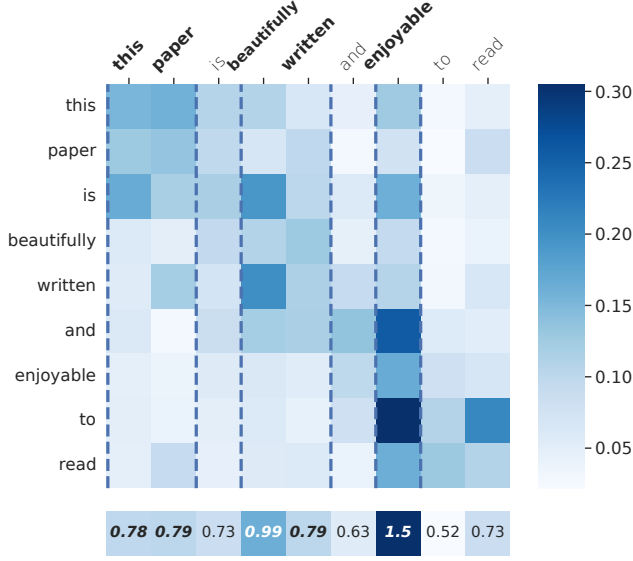 this paper is beautifully written and enjoyable to read
this
paper
is
beautifully
written
and
enjoyable
to
read
0.30
0.25
0.20
0.15
0.10
0.05
0.78 0.79 0.73 0.99 0.79 0.63 1.5 0.52 0.73